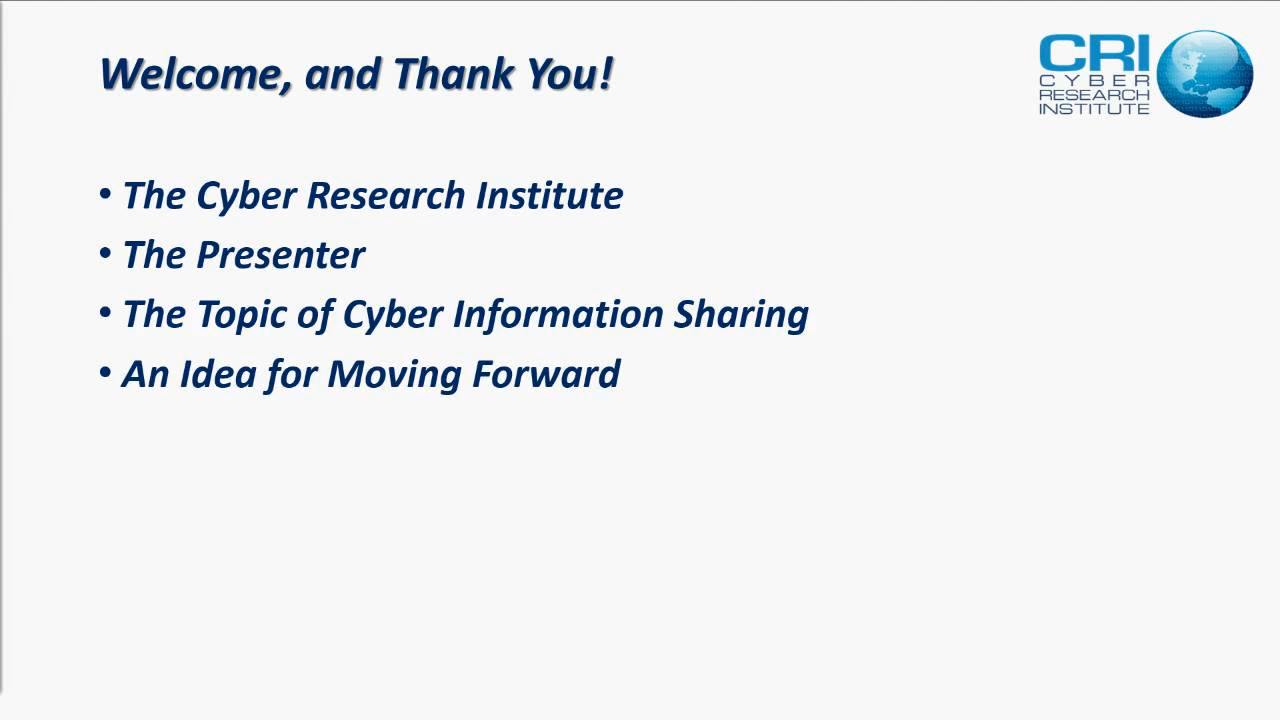 Welcome, and Thank You!
CRI
CYBER
RESEARCH
INSTITUTE
• The Cyber Research Institute
• The Presenter
• The Topic of Cyber Information Sharing
• An Idea for Moving Forward